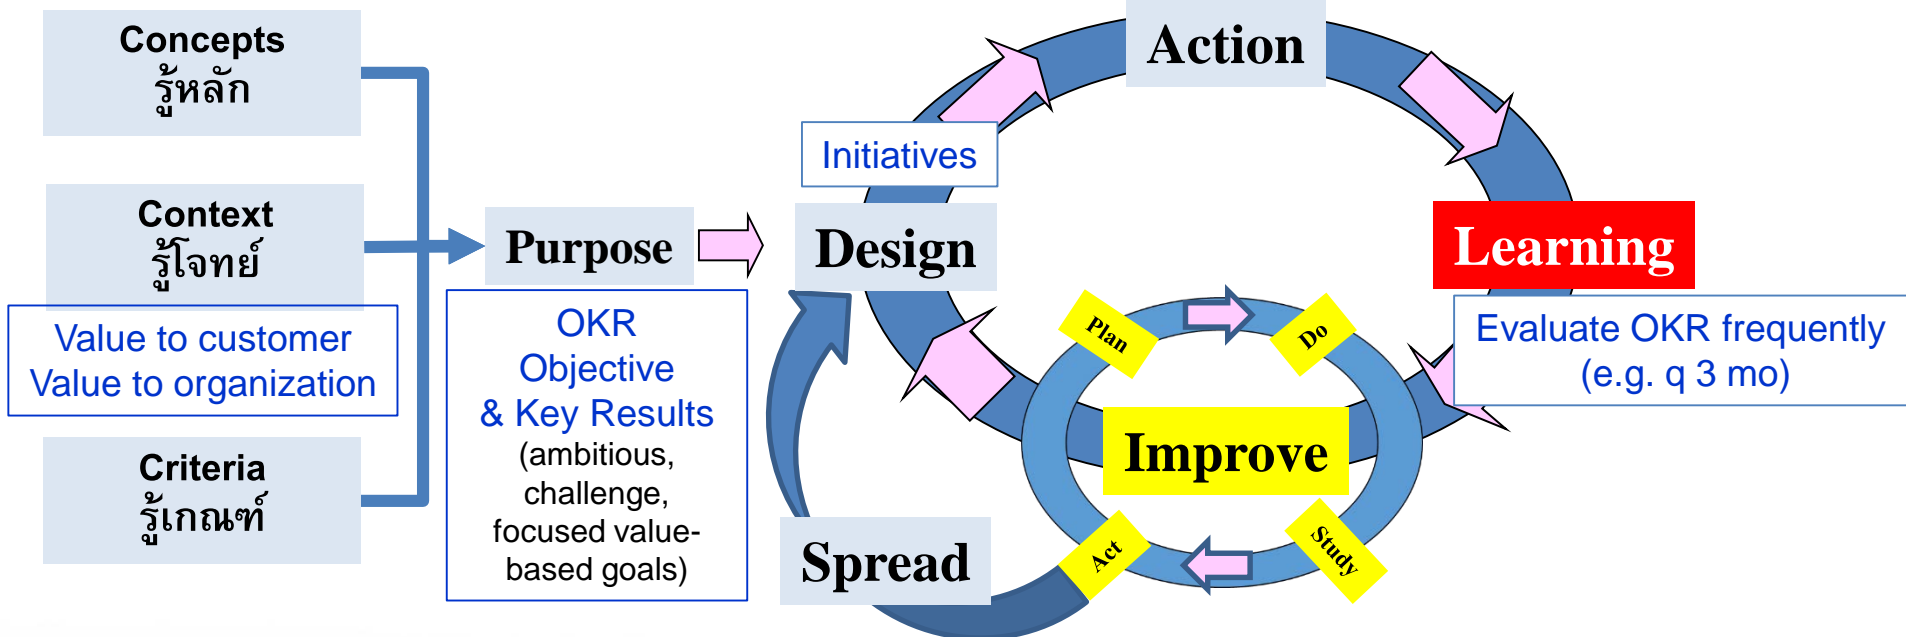 Concepts
รู้หลัก
Context
รู้โจทย์
Value to customer
Value to organization
Criteria
รู้เกณฑ์
Purpose
OKR
Objective
& Key Results
(ambitious,
challenge,
focused value-
based goals)
Initiatives
Design
Action
Learning
Evaluate OKR frequently
(e.g. q 3 mo)
Plan
Do
Improve
Study
Act
Spread